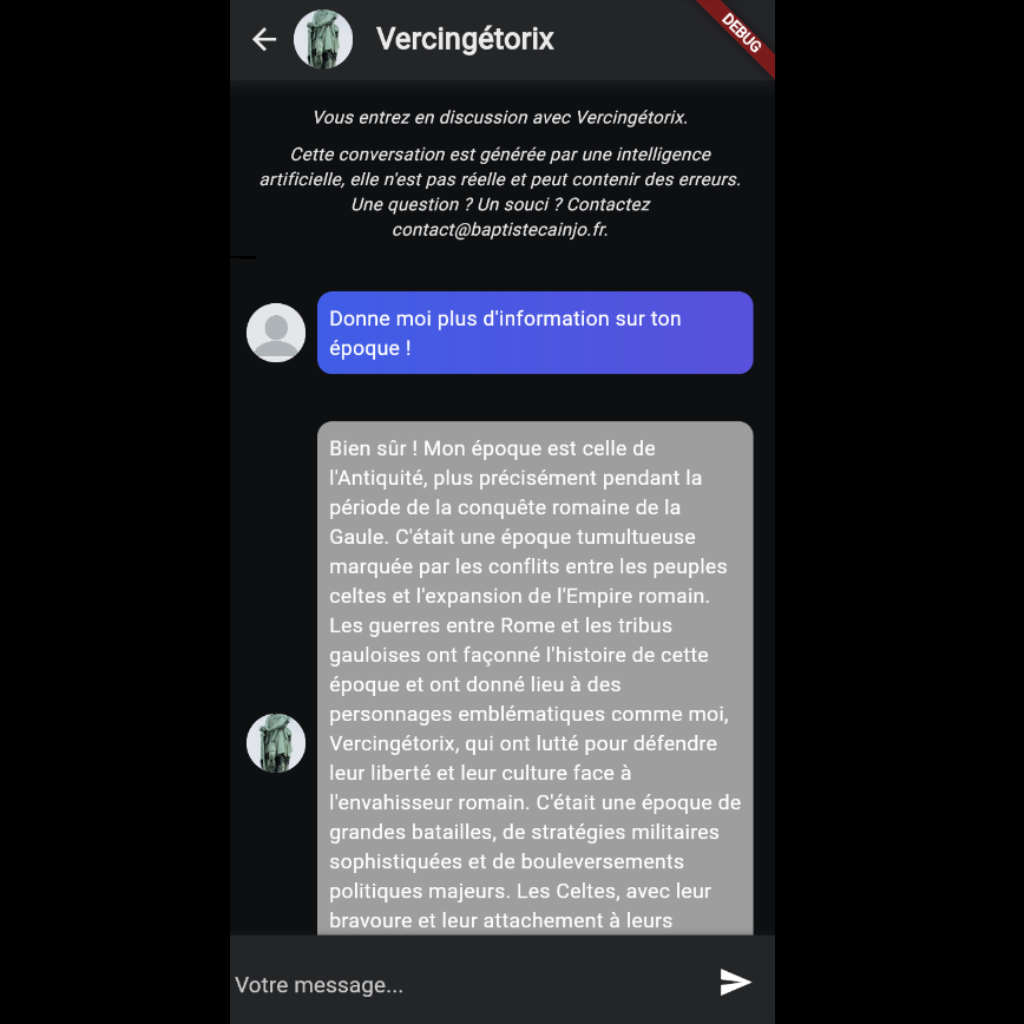 Vercingétorix
DEBUG
Vous entrez en discussion avec Vercingétorix.
Cette conversation est générée par une intelligence
artificielle, elle n'est pas réelle et peut contenir des erreurs.
Une question ? Un souci ? Contactez
contact@baptistecainjo.fr.
Donne moi plus d'information sur ton
époque !
Bien sûr ! Mon époque est celle de
l'Antiquité, plus précisément pendant la
période de la conquête romaine de la
Gaule. C'était une époque tumultueuse
marquée par les conflits entre les peuples
celtes et l'expansion de l'Empire romain.
Les guerres entre Rome et les tribus
gauloises ont façonné l'histoire de cette
époque et ont donné lieu à des
personnages emblématiques comme moi,
Vercingétorix, qui ont lutté pour défendre
leur liberté et leur culture face à
l'envahisseur romain. C'était une époque de
grandes batailles, de stratégies militaires
sophistiquées et de bouleversements
politiques majeurs. Les Celtes, avec leur
bravoure et leur attachement à leurs
Votre message...